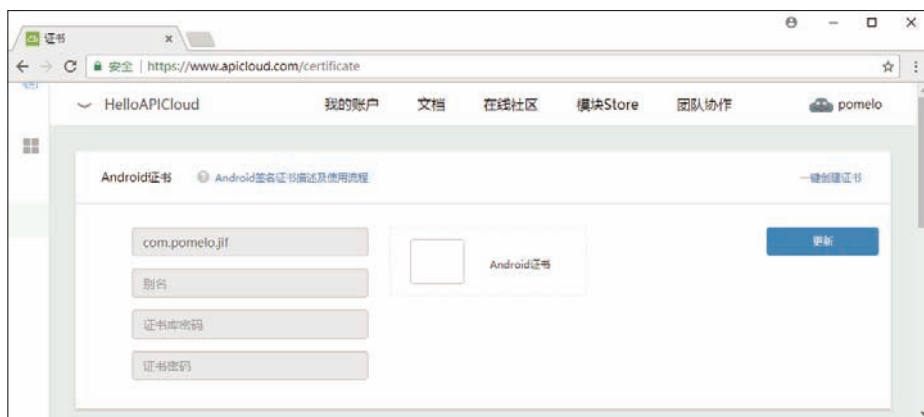 证书
安全 | https://www.apicloud.com/certificate
HelloAPICloud 我的账户 文档 在线社区 模块Store 团队协作 pomelo
Android证书 Android签名证书描述及使用流程 一键创建证书
com.pomelo.jif Android证书 更新
别名
证书库密码
证书密码